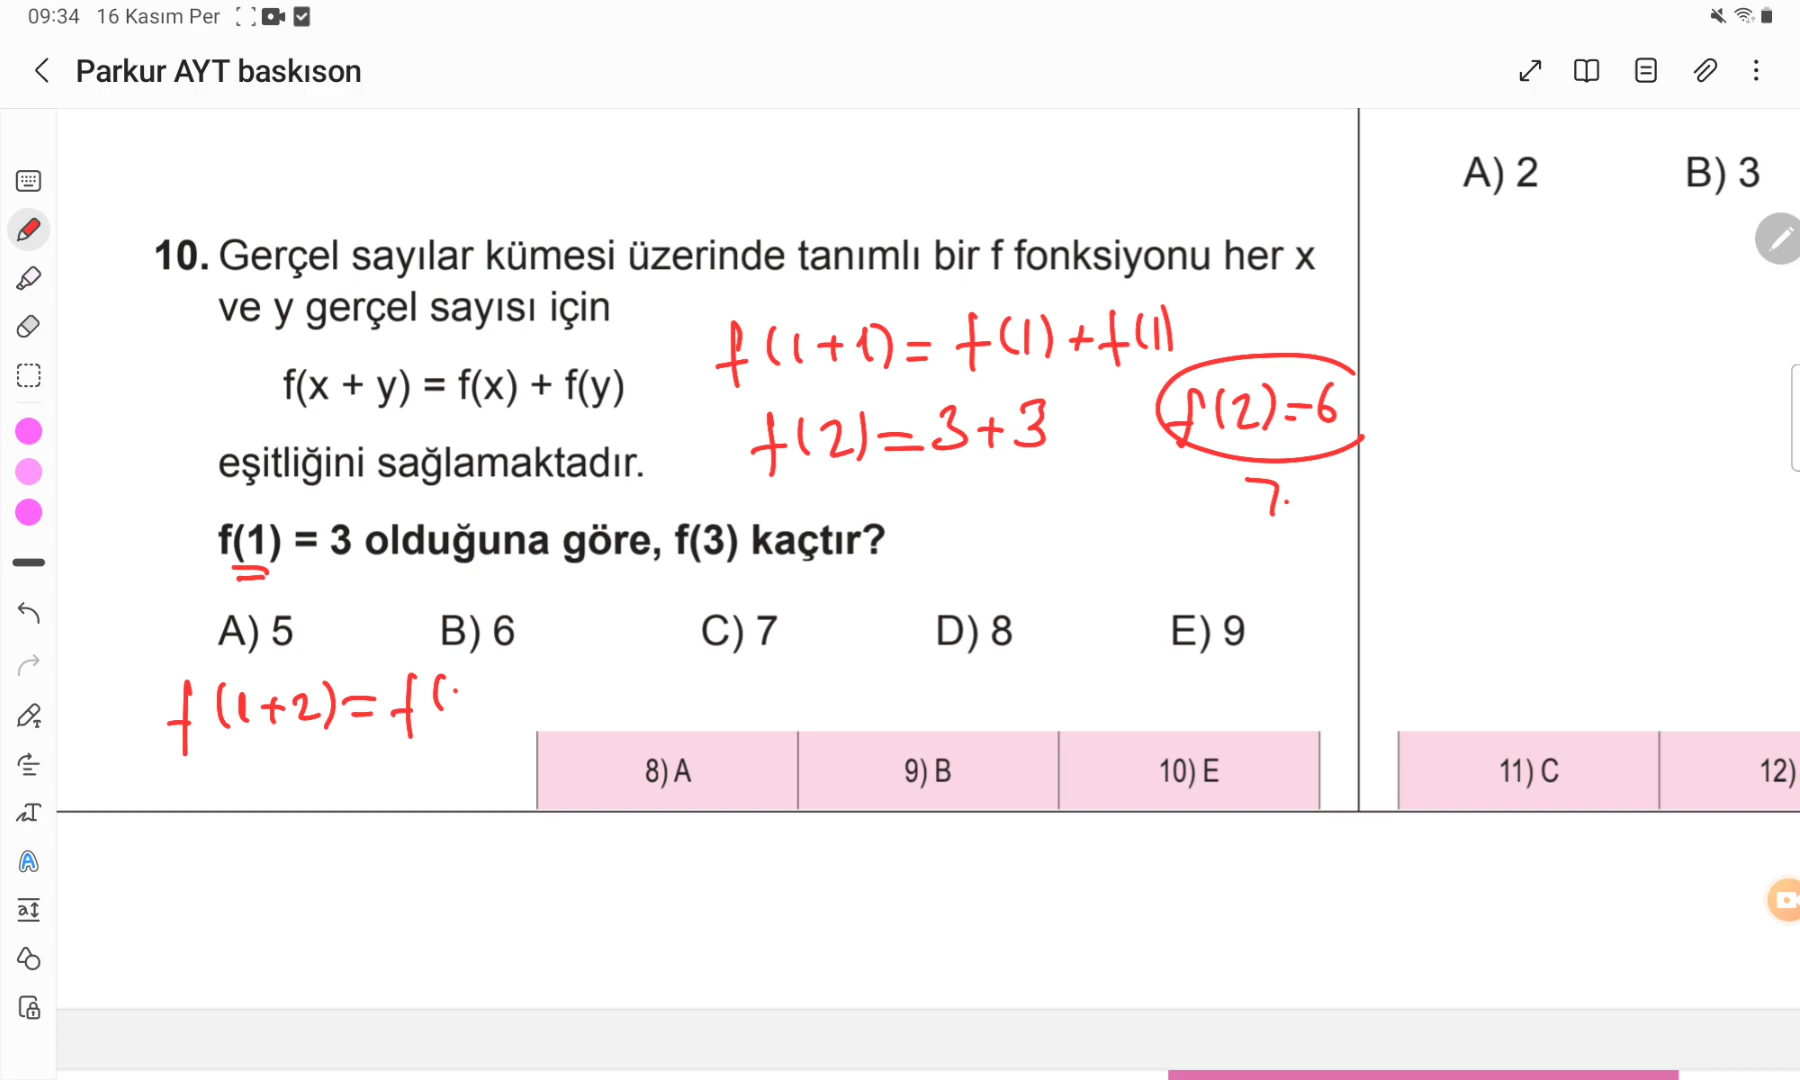 09:34 16 Kasım Per
Parkur AYT baskıson
A) 2 B) 3
10. Gerçel sayılar kümesi üzerinde tanımlı bir f fonksiyonu her x
ve y gerçel sayısı için
f(1+1) = f(1) + f(1)
f(x + y) = f(x) + f(y)
f(2) = 6
f(2) = 3+3
eşitliğini sağlamaktadır.
7.
f(1) = 3 olduğuna göre, f(3) kaçtır?
A) 5 B) 6 C) 7 D) 8 E) 9
f(1+2) = f(
8) A 9) B 10) E 11) C 12)